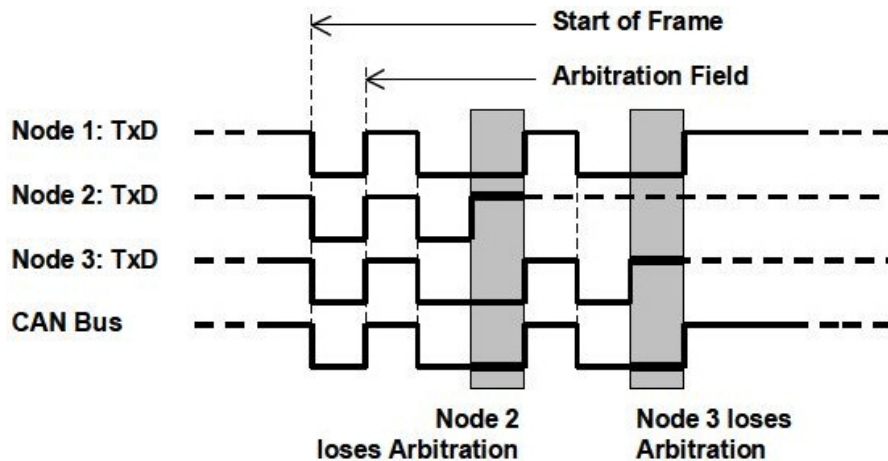 Start of Frame
Arbitration Field
Node 1: TxD
Node 2: TxD
Node 3: TxD
CAN Bus
Node 2
loses Arbitration
Node 3 loses
Arbitration